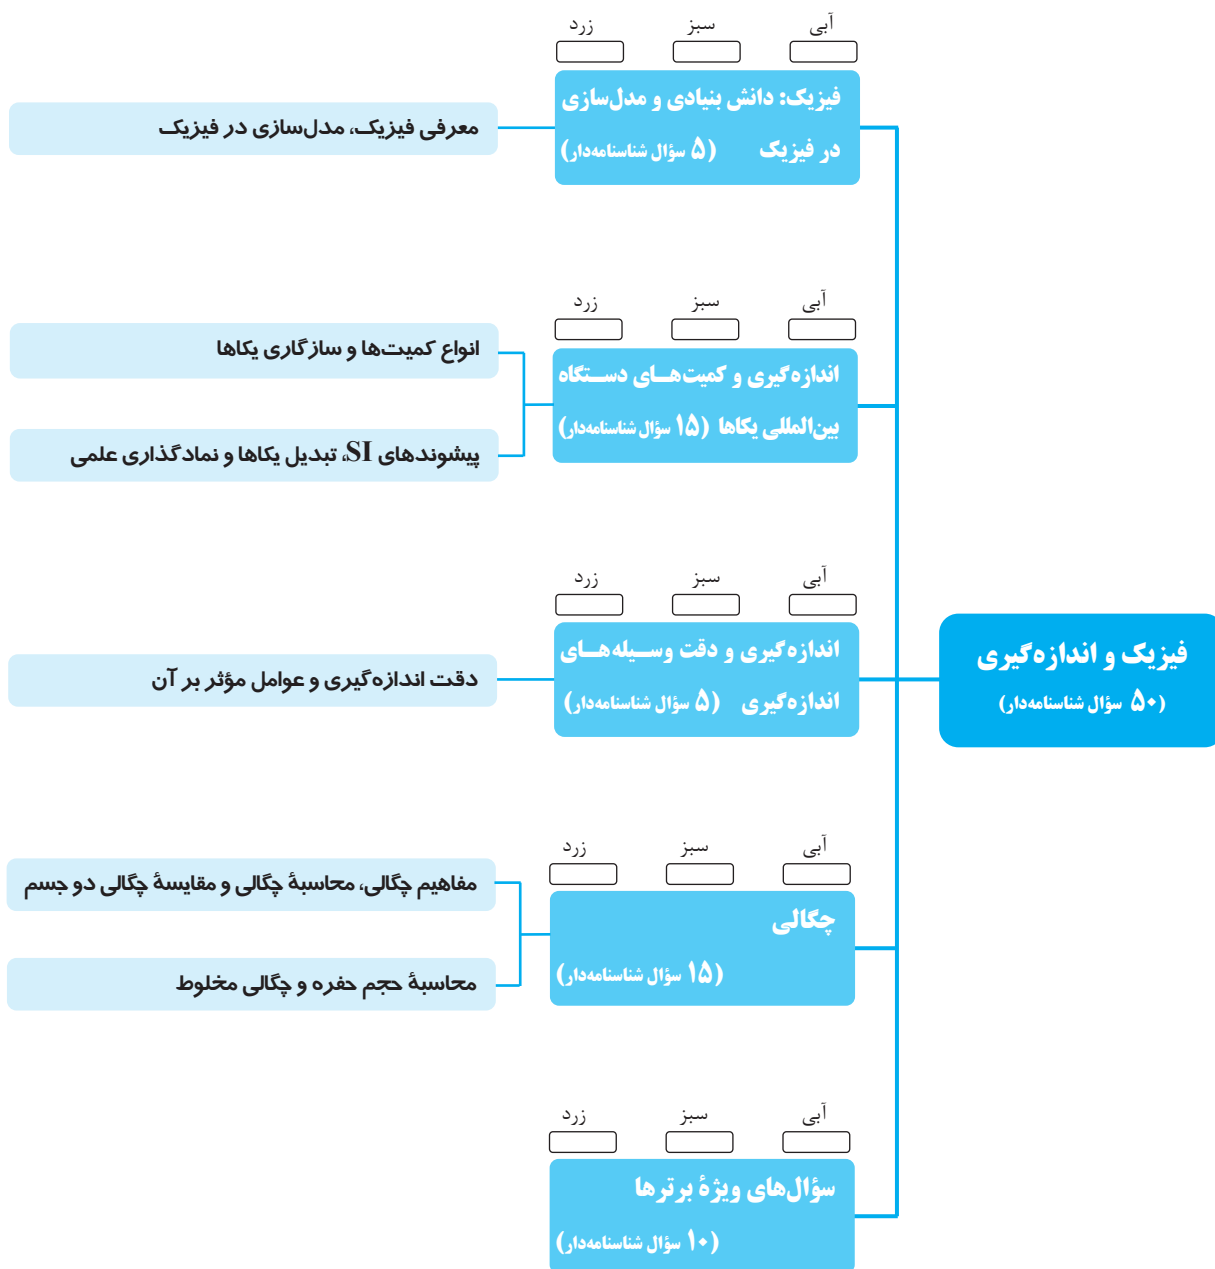 فیزیک و اندازه‌گیری
(۵۰ سؤال شناسنامه‌دار)
آبی سبز زرد
فیزیک: دانش بنیادی و مدل‌سازی
در فیزیک (۵ سؤال شناسنامه‌دار)
معرفی فیزیک، مدل‌سازی در فیزیک
آبی سبز زرد
اندازه‌گیری و کمیت‌هــای دســتگاه
بین‌المللی یکاها (۱۵ سؤال شناسنامه‌دار)
انواع کمیت‌ها و سازگاری یکاها
پیشوندهای SI، تبدیل یکاها و نمادگذاری علمی
آبی سبز زرد
اندازه‌گیری و دقت وســیله‌هــای
اندازه‌گیری (۵ سؤال شناسنامه‌دار)
دقت اندازه‌گیری و عوامل مؤثر بر آن
آبی سبز زرد
چگالی
(۱۵ سؤال شناسنامه‌دار)
مفاهیم چگالی، محاسبهٔ چگالی و مقایسهٔ چگالی دو جسم
محاسبهٔ حجم حفره و چگالی مخلوط
آبی سبز زرد
سؤال‌های ویژهٔ برترها
(۱۰ سؤال شناسنامه‌دار)